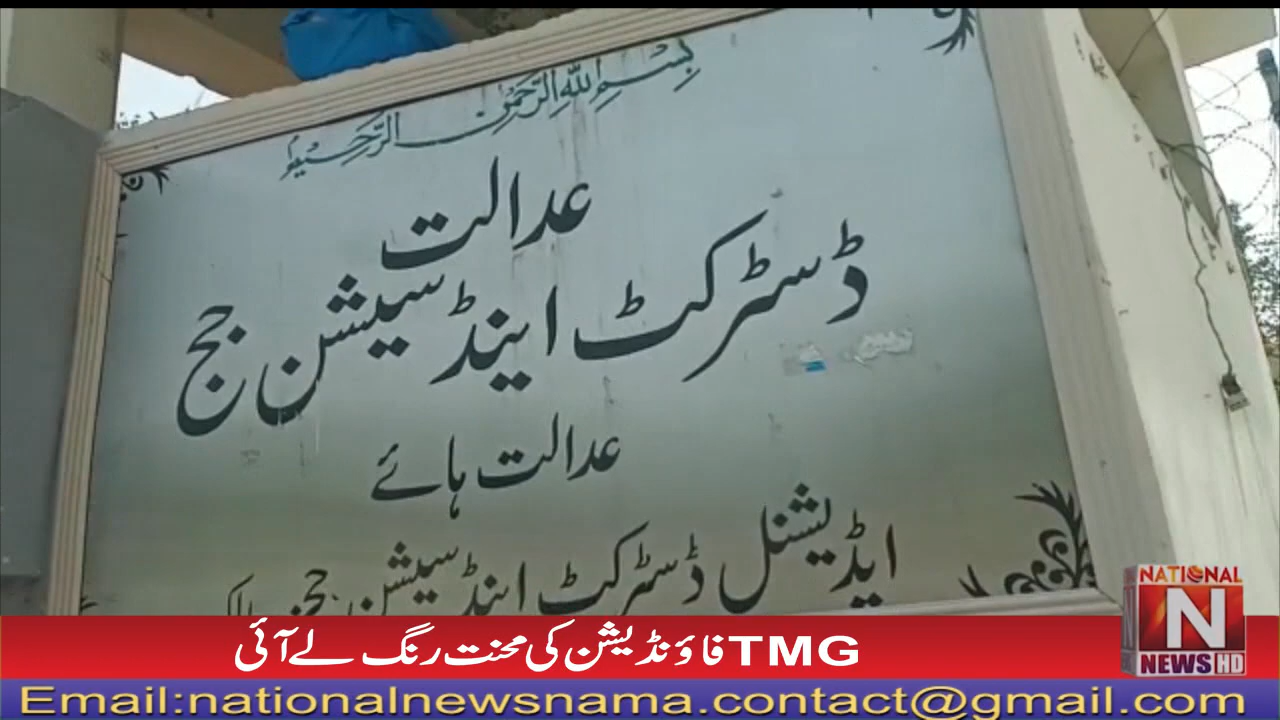 بسم اللہ الرحمن الرحیم
عدالت
ڈسٹرکٹ اینڈ سیشن جج
عدالت ہائے
ایڈیشنل ڈسٹرکٹ اینڈ سیشن ججز
TMG فاؤنڈیشن کی محنت رنگ لے آئی
NATIONAL
N
NEWS HD
Email:nationalnewsnama.contact@gmail.com